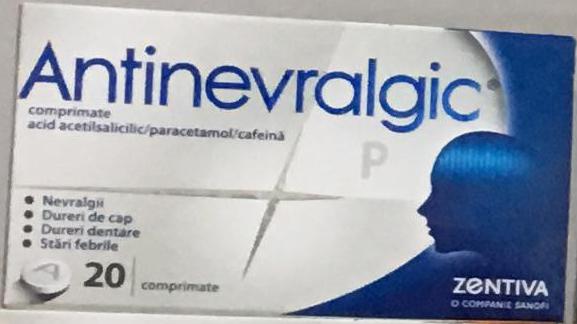 Antinevralgic®
comprimate
acid acetilsalicilic/paracetamol/cafeină
P
• Nevralgii
• Dureri de cap
• Dureri dentare
• Stări febrile
20 comprimate
ZENTIVA
O COMPANIE SANOFI